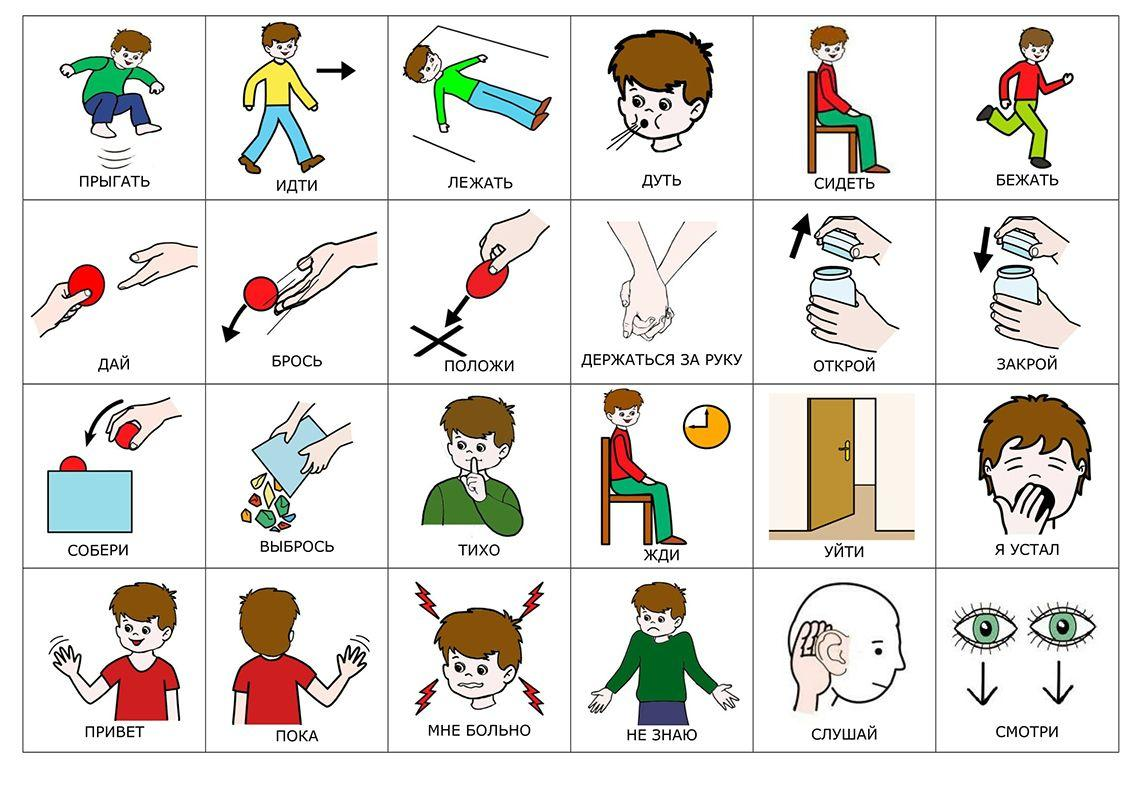 ПРЫГАТЬ
ИДТИ
ЛЕЖАТЬ
ДУТЬ
СИДЕТЬ
БЕЖАТЬ
ДАЙ
БРОСЬ
ПОЛОЖИ
ДЕРЖАТЬСЯ ЗА РУКУ
ОТКРОЙ
ЗАКРОЙ
СОБЕРИ
ВЫБРОСЬ
ТИХО
ЖДИ
УЙТИ
Я УСТАЛ
ПРИВЕТ
ПОКА
МНЕ БОЛЬНО
НЕ ЗНАЮ
СЛУШАЙ
СМОТРИ